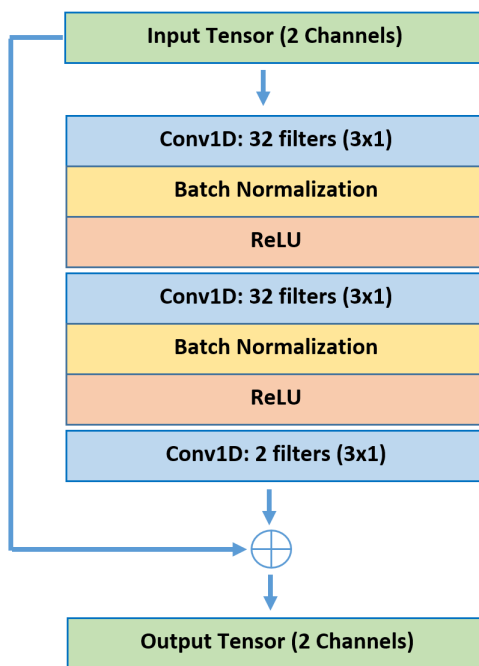 Input Tensor (2 Channels)
Conv1D: 32 filters (3x1)
Batch Normalization
ReLU
Conv1D: 32 filters (3x1)
Batch Normalization
ReLU
Conv1D: 2 filters (3x1)
Output Tensor (2 Channels)